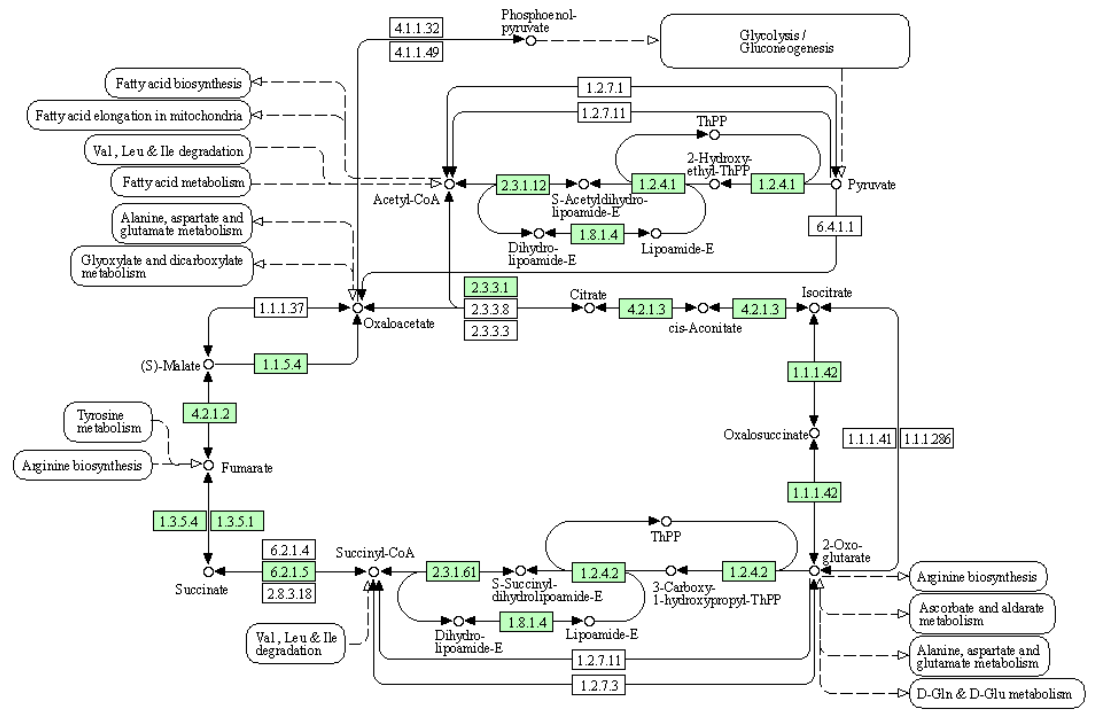 Phosphoenol-
pyruvate
4.1.1.32
4.1.1.49
Glycolysis /
Gluconeogenesis
Fatty acid biosynthesis
Fatty acid elongation in mitochondria
Val, Leu & Ile degradation
Fatty acid metabolism
Alanine, aspartate and
glutamate metabolism
Glyoxylate and dicarboxylate
metabolism
1.2.7.1
1.2.7.11
ThPP
2-Hydroxy-
ethyl-ThPP
Acetyl-CoA
2.3.1.12
1.2.4.1
1.2.4.1
Pyruvate
S-Acetyldihydro-
lipoamide-E
6.4.1.1
Dihydro-
lipoamide-E
1.8.1.4
Lipoamide-E
1.1.1.37
Oxaloacetate
2.3.3.1
2.3.3.8
2.3.3.3
Citrate
4.2.1.3
cis-Aconitate
4.2.1.3
Isocitrate
(S)-Malate
1.1.5.4
1.1.1.42
4.2.1.2
Tyrosine
metabolism
Arginine biosynthesis
Fumarate
Oxalosuccinate
1.1.1.41
1.1.1.286
1.1.1.42
1.3.5.4
1.3.5.1
ThPP
2-Oxo-
glutarate
6.2.1.4
6.2.1.5
2.8.3.18
Succinate
Succinyl-CoA
2.3.1.61
S-Succinyl-
dihydrolipoamide-E
1.2.4.2
3-Carboxy-
1-hydroxypropyl-ThPP
1.2.4.2
Dihydro-
lipoamide-E
1.8.1.4
Lipoamide-E
Val, Leu & Ile
degradation
1.2.7.11
1.2.7.3
Arginine biosynthesis
Ascorbate and aldarate
metabolism
Alanine, aspartate and
glutamate metabolism
D-Gln & D-Glu metabolism